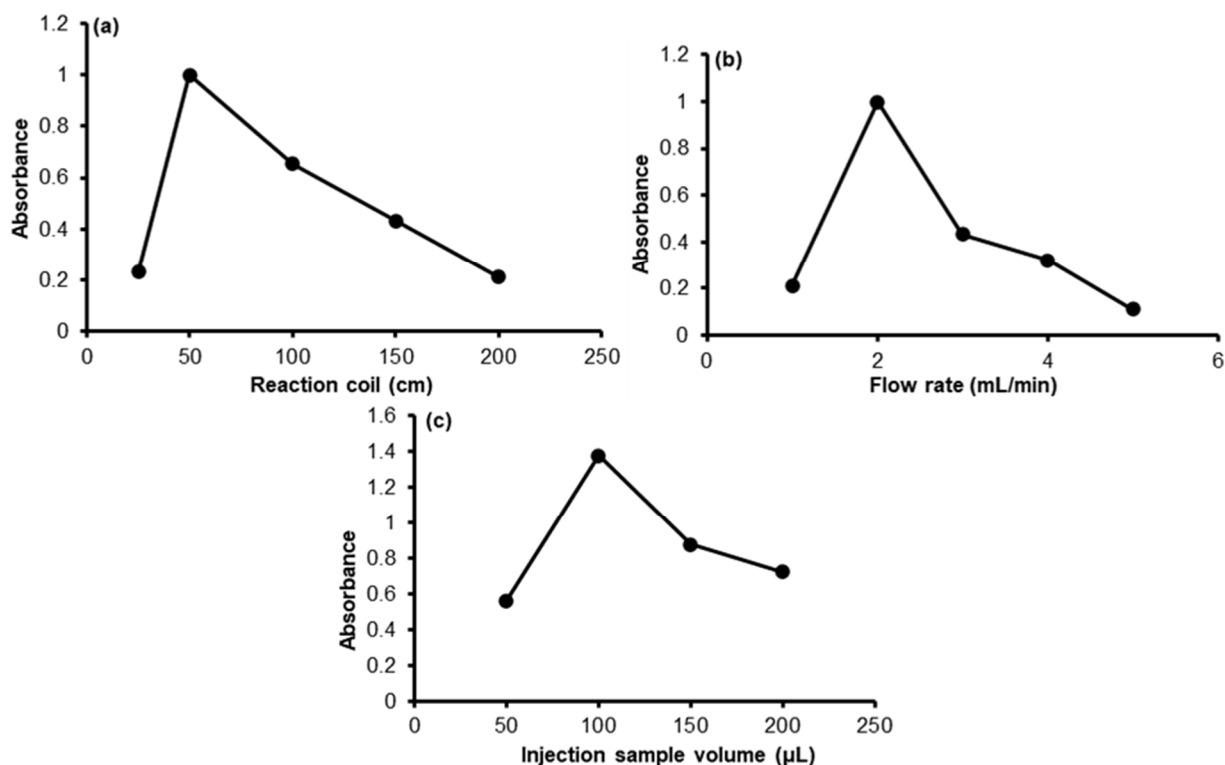 (a)
1.2
1
0.8
0.6
0.4
0.2
0
Absorbance
0 50 100 150 200 250
Reaction coil (cm)
(b)
1.2
1
0.8
0.6
0.4
0.2
0
Absorbance
0 2 4 6
Flow rate (mL/min)
(c)
1.6
1.4
1.2
1
0.8
0.6
0.4
0.2
0
Absorbance
0 50 100 150 200 250
Injection sample volume (µL)